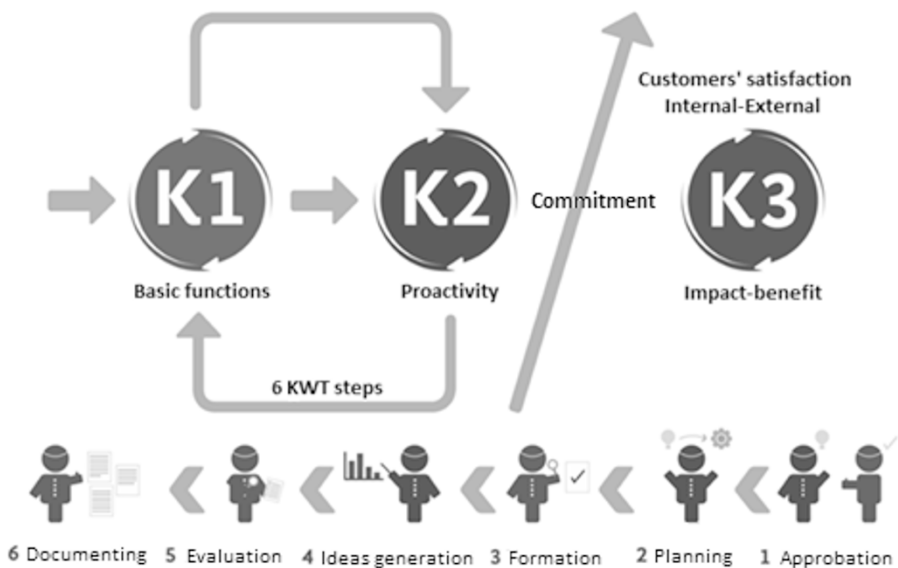 Customers' satisfaction
Internal-External
K1
K2
Commitment
K3
Basic functions
Proactivity
Impact-benefit
6 KWT steps
6 Documenting
5 Evaluation
4 Ideas generation
3 Formation
2 Planning
1 Approbation